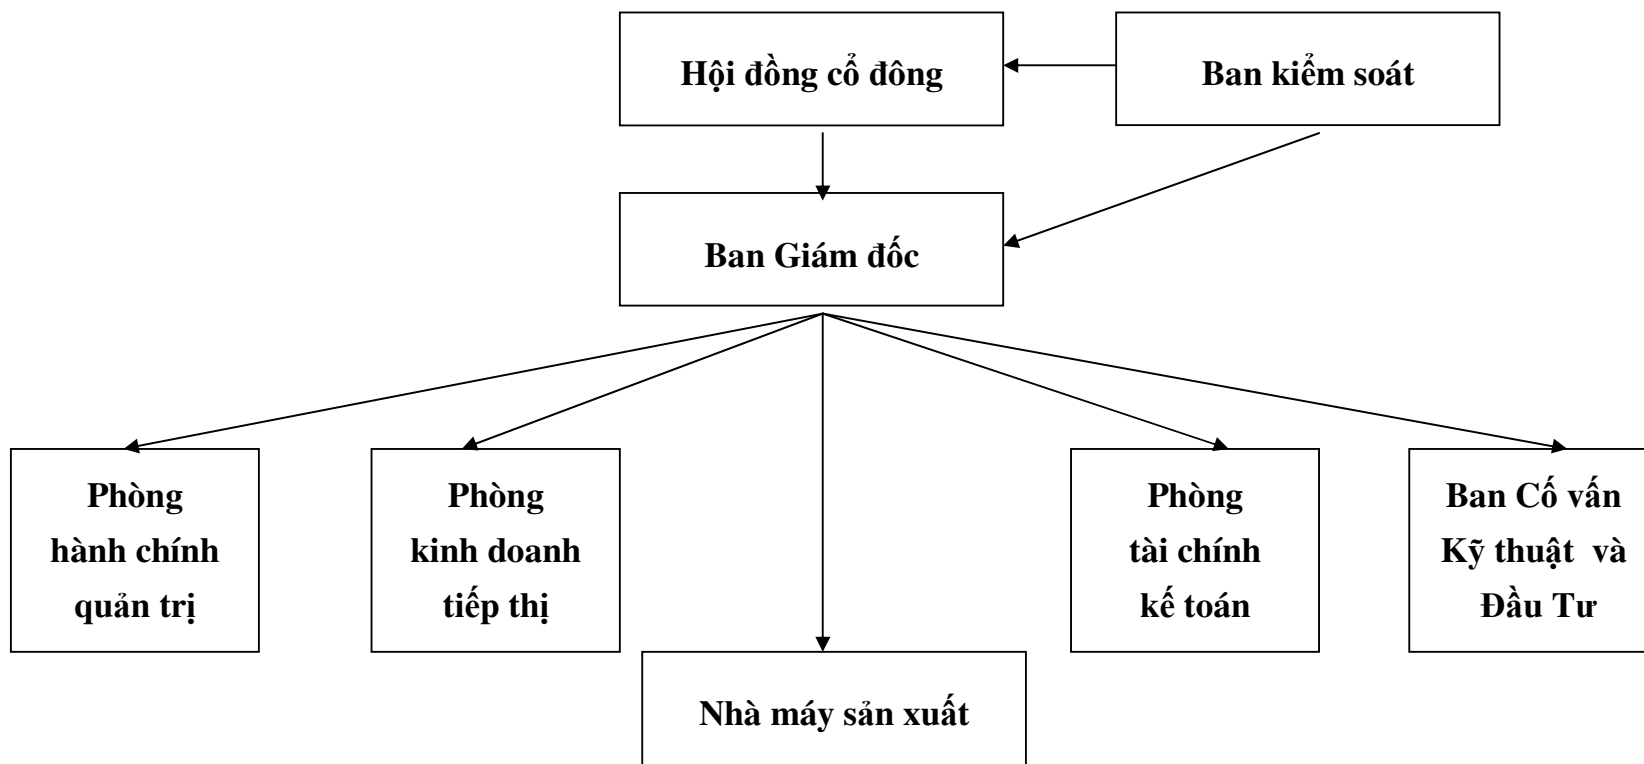 Hội đồng cổ đông
Ban kiểm soát
Ban Giám đốc
Phòng
hành chính
quản trị
Phòng
kinh doanh
tiếp thị
Phòng
tài chính
kế toán
Ban Cố vấn
Kỹ thuật và
Đầu Tư
Nhà máy sản xuất